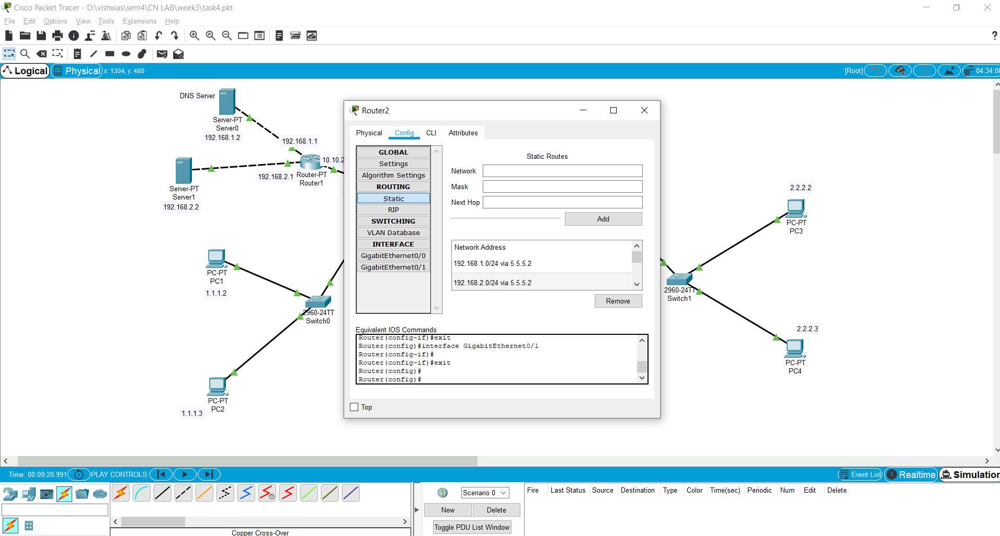 Cisco Packet Tracer - D:\vishwas\sem4\CN LAB\week3\task4.pkt
File Edit Options View Tools Extensions Help
?
Logical Physical x: 1304, y: 480 [Root] 04:34:00
DNS Server
Server-PT
Server0
192.168.1.2
192.168.1.1
10.10.2
192.168.2.1
Router-PT
Router1
Server-PT
Server1
192.168.2.2
PC-PT
PC1
1.1.1.2
2960-24TT
Switch0
PC-PT
PC2
1.1.1.3
Router2
Physical Config CLI Attributes
GLOBAL
Settings
Algorithm Settings
ROUTING
Static
RIP
SWITCHING
VLAN Database
INTERFACE
GigabitEthernet0/0
GigabitEthernet0/1
Static Routes
Network
Mask
Next Hop
Add
Network Address
192.168.1.0/24 via 5.5.5.2
192.168.2.0/24 via 5.5.5.2
Remove
Equivalent IOS Commands
Router(config-if)#exit
Router(config)#interface GigabitEthernet0/1
Router(config-if)#
Router(config-if)#exit
Router(config)#
Router(config)#
Top
2.2.2.2
PC-PT
PC3
2960-24TT
Switch1
2.2.2.3
PC-PT
PC4
Time: 00:09:20.991 PLAY CONTROLS: Event List Realtime Simulation
Scenario 0
New Delete
Toggle PDU List Window
Fire Last Status Source Destination Type Color Time(sec) Periodic Num Edit Delete
Copper Cross-Over